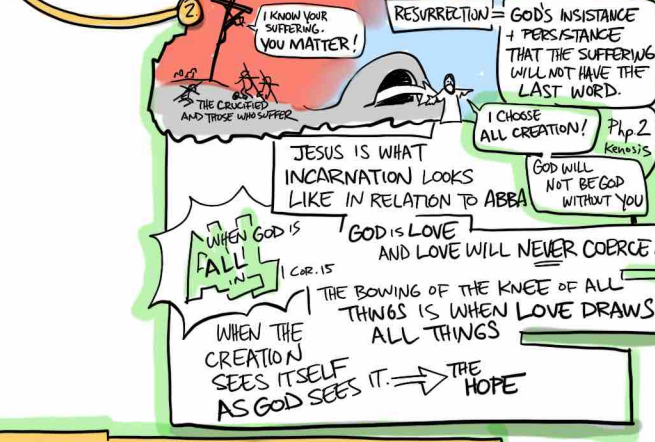 2
I KNOW YOUR
SUFFERING.
YOU MATTER!
RESURRECTION =
GOD'S INSISTANCE
+ PERSISTANCE
THAT THE SUFFERING
WILL NOT HAVE THE
LAST WORD.
THE CRUCIFIED
AND THOSE WHO SUFFER
I CHOOSE
ALL CREATION!
Php 2
Kenosis
GOD WILL
NOT BE GOD
WITHOUT YOU
JESUS IS WHAT
INCARNATION LOOKS
LIKE IN RELATION TO ABBA
WHEN GOD IS
ALL
IN
1 COR. 15
GOD IS LOVE
AND LOVE WILL NEVER COERCE.
THE BOWING OF THE KNEE OF ALL
THINGS IS WHEN LOVE DRAWS
ALL THINGS
WHEN THE
CREATION
SEES ITSELF
AS GOD SEES IT. ⇒ THE
HOPE